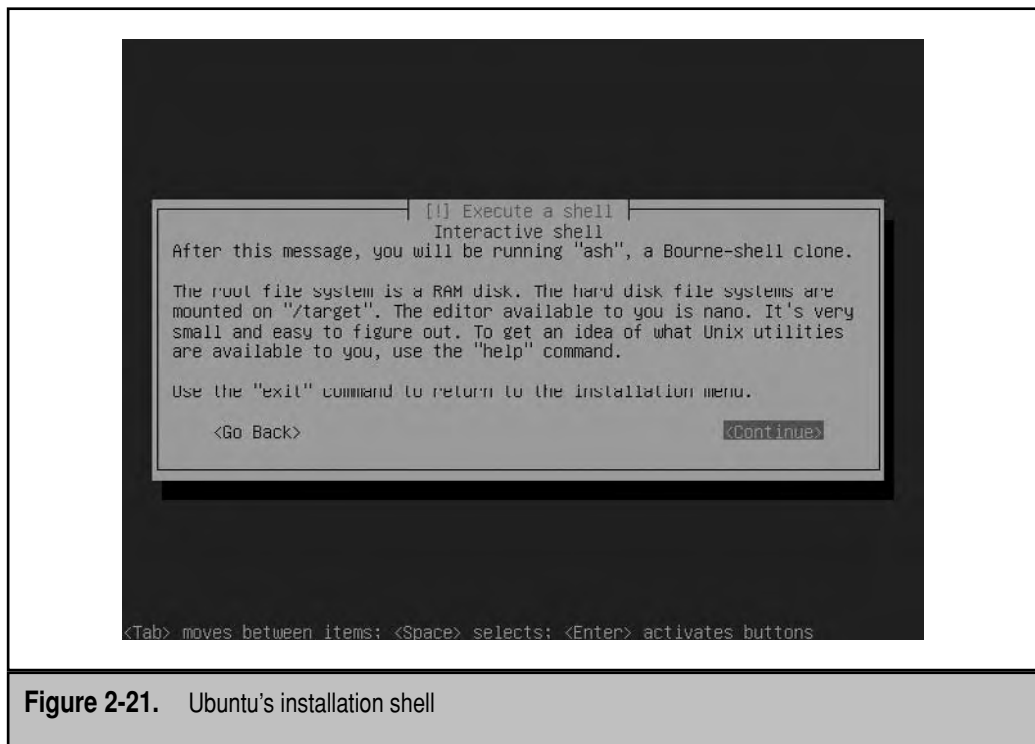 [!] Execute a shell
Interactive shell
After this message, you will be running "ash", a Bourne-shell clone.
The root file system is a RAM disk. The hard disk file systems are
mounted on "/target". The editor available to you is nano. It's very
small and easy to figure out. To get an idea of what Unix utilities
are available to you, use the "help" command.
Use the "exit" command to return to the installation menu.
<Go Back> <Continue>
<Tab> moves between items; <Space> selects; <Enter> activates buttons
Figure 2-21. Ubuntu's installation shell